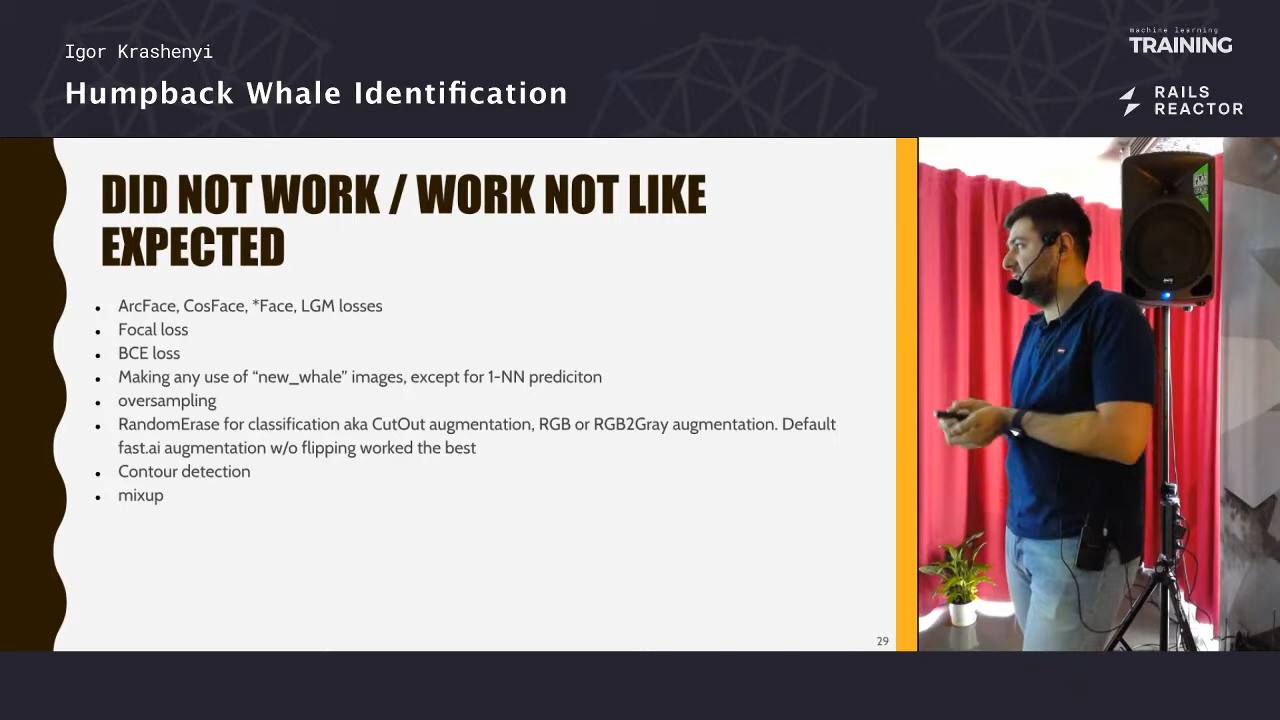 Igor Krashenyi
Humpback Whale Identification
machine learning
TRAINING
RAILS
REACTOR
DID NOT WORK / WORK NOT LIKE
EXPECTED
• ArcFace, CosFace, *Face, LGM losses
• Focal loss
• BCE loss
• Making any use of “new_whale” images, except for 1-NN prediciton
• oversampling
• RandomErase for classification aka CutOut augmentation, RGB or RGB2Gray augmentation. Default
fast.ai augmentation w/o flipping worked the best
• Contour detection
• mixup
29